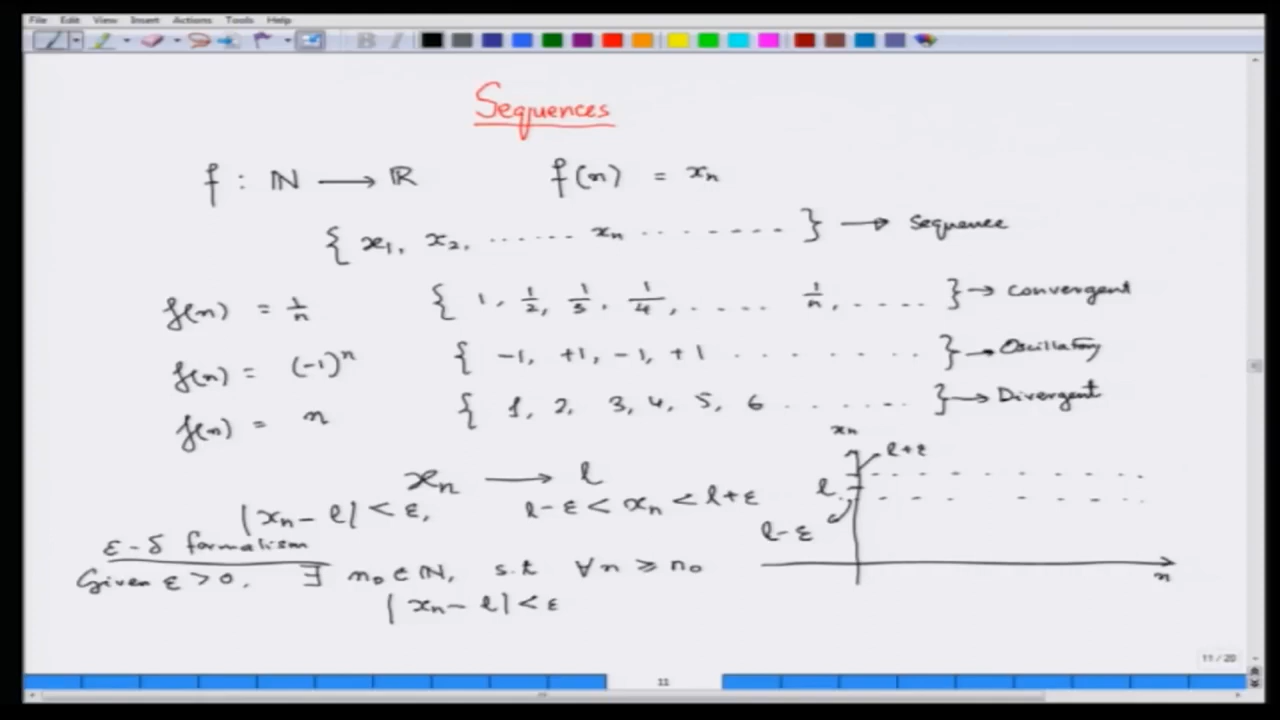 File Edit View Insert Actions Tools Help
Sequences
f : ℕ ⟶ ℝ f(n) = xₙ
{ x₁, x₂, ...... xₙ ........ } → Sequence
f(n) = 1/n { 1, 1/2, 1/3, 1/4, ..... 1/n, ..... } → Convergent
f(n) = (-1)ⁿ { -1, +1, -1, +1 ........ } → Oscillatory
f(n) = n { 1, 2, 3, 4, 5, 6 ....... } → Divergent
xₙ
l+ε
xₙ ⟶ l
l
|xₙ - l| < ε, l-ε < xₙ < l+ε
l-ε
ε-δ formalism
Given ε > 0, ∃ n₀ ∈ ℕ, s.t ∀n ⩾ n₀
n
|xₙ - l| < ε
11 / 20
11